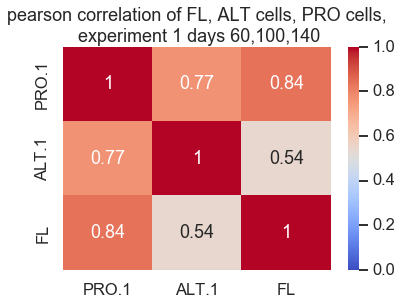 pearson correlation of FL, ALT cells, PRO cells,
experiment 1 days 60,100,140
PRO.1 1 0.77 0.84
ALT.1 0.77 1 0.54
FL 0.84 0.54 1
PRO.1 ALT.1 FL
1.0
0.8
0.6
0.4
0.2
0.0